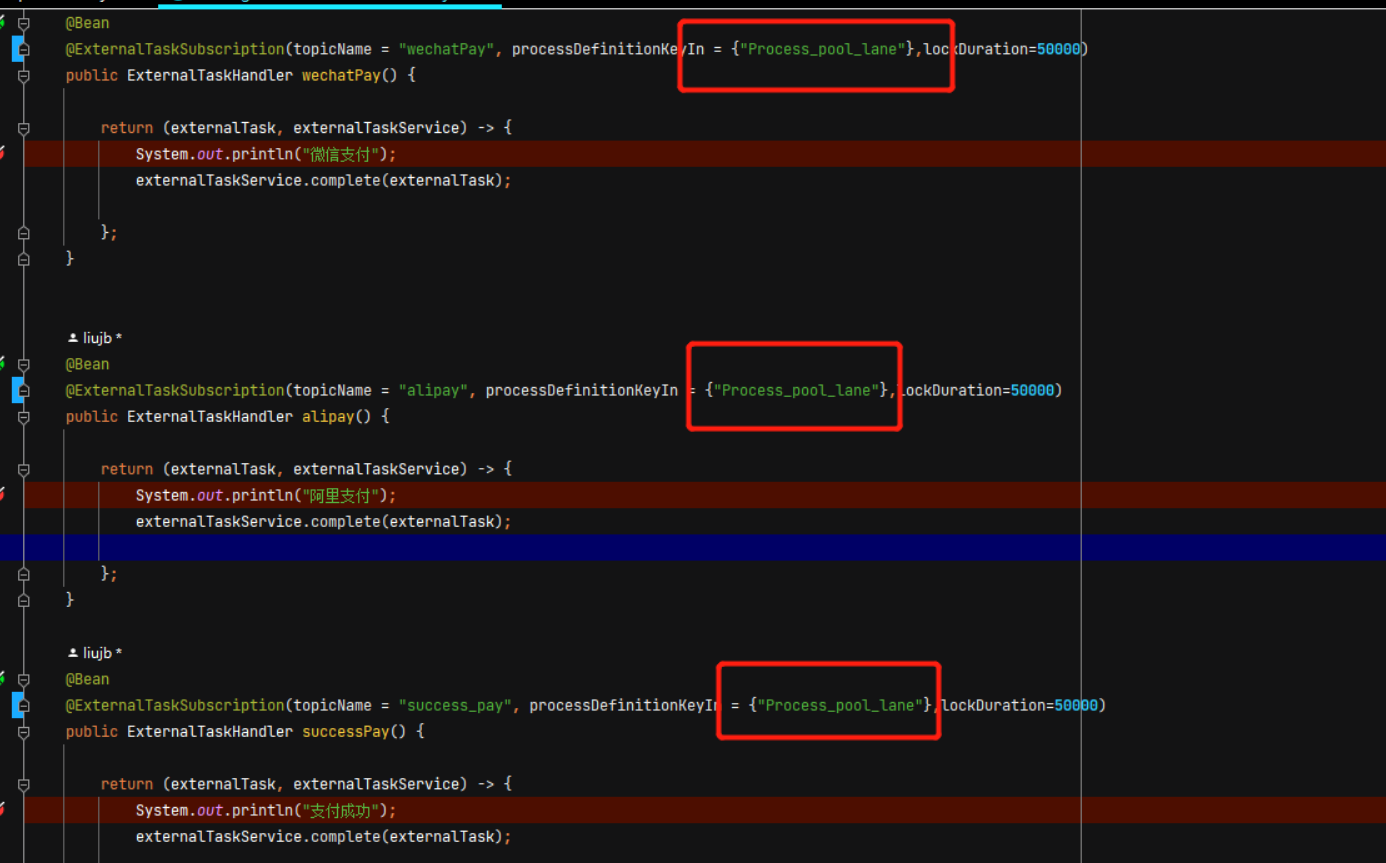 @Bean
@ExternalTaskSubscription(topicName = "wechatPay", processDefinitionKeyIn = {"Process_pool_lane"},lockDuration=50000)
public ExternalTaskHandler wechatPay() {
return (externalTask, externalTaskService) -> {
System.out.println("微信支付");
externalTaskService.complete(externalTask);
};
}
liujb *
@Bean
@ExternalTaskSubscription(topicName = "alipay", processDefinitionKeyIn = {"Process_pool_lane"},lockDuration=50000)
public ExternalTaskHandler alipay() {
return (externalTask, externalTaskService) -> {
System.out.println("阿里支付");
externalTaskService.complete(externalTask);
};
}
liujb *
@Bean
@ExternalTaskSubscription(topicName = "success_pay", processDefinitionKeyIn = {"Process_pool_lane"},lockDuration=50000)
public ExternalTaskHandler successPay() {
return (externalTask, externalTaskService) -> {
System.out.println("支付成功");
externalTaskService.complete(externalTask);